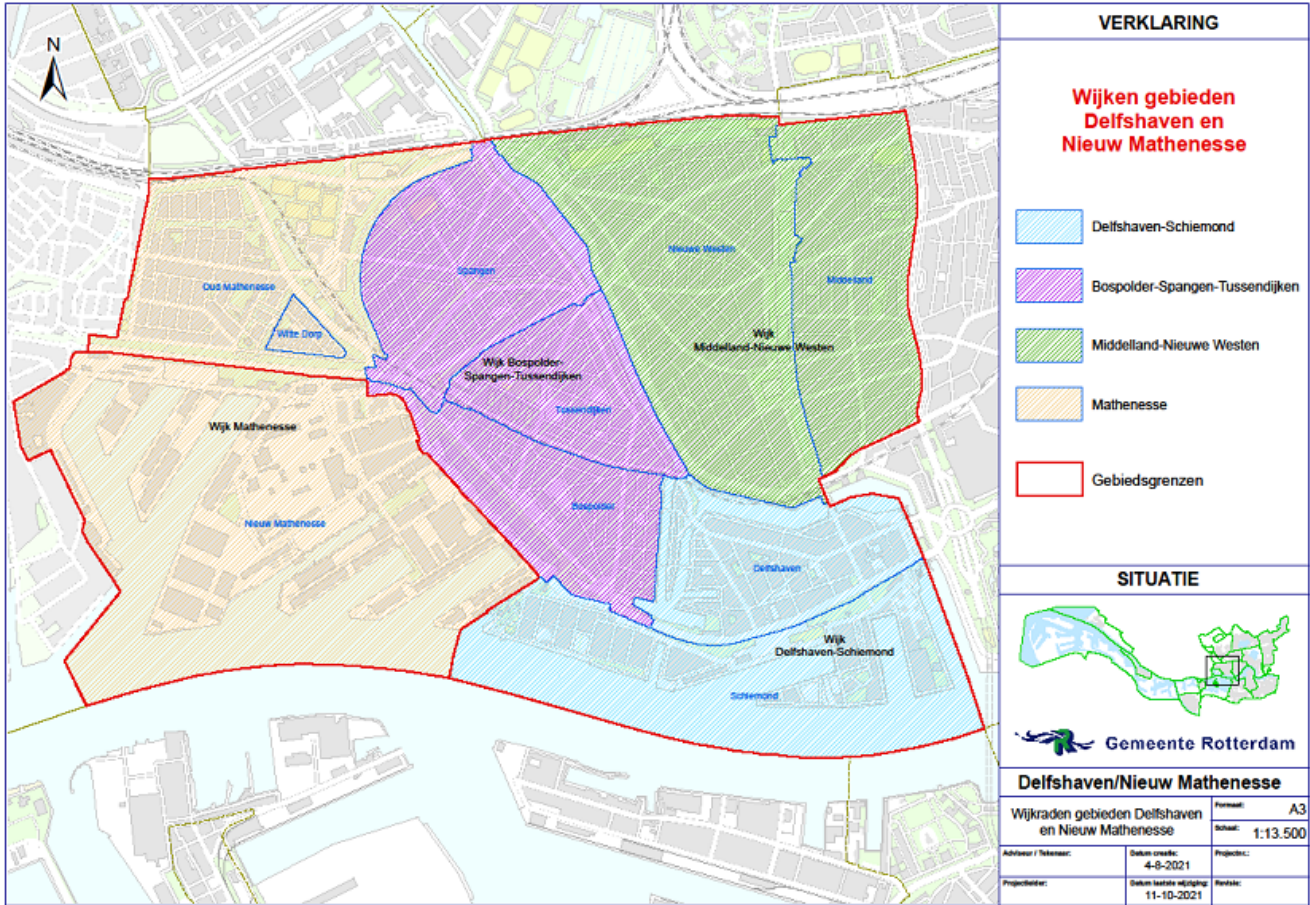 N
Oud Mathenesse
Witte Dorp
Spangen
Nieuwe Westen
Middelland
Wijk
Middelland-Nieuwe Westen
Wijk Bospolder-
Spangen-Tussendijken
Tussendijken
Wijk Mathenesse
Nieuw Mathenesse
Bospolder
Delfshaven
Wijk
Delfshaven-Schiemond
Schiemond
VERKLARING
Wijken gebieden
Delfshaven en
Nieuw Mathenesse
Delfshaven-Schiemond
Bospolder-Spangen-Tussendijken
Middelland-Nieuwe Westen
Mathenesse
Gebiedsgrenzen
SITUATIE
Gemeente Rotterdam
Delfshaven/Nieuw Mathenesse
Wijkraden gebieden Delfshaven
en Nieuw Mathenesse
Formaat: A3
Schaal: 1:13.500
Adviseur / Tekenaar:
Datum creatie:
4-8-2021
Projectnr.:
Projectleider:
Datum laatste wijziging:
11-10-2021
Revisie: